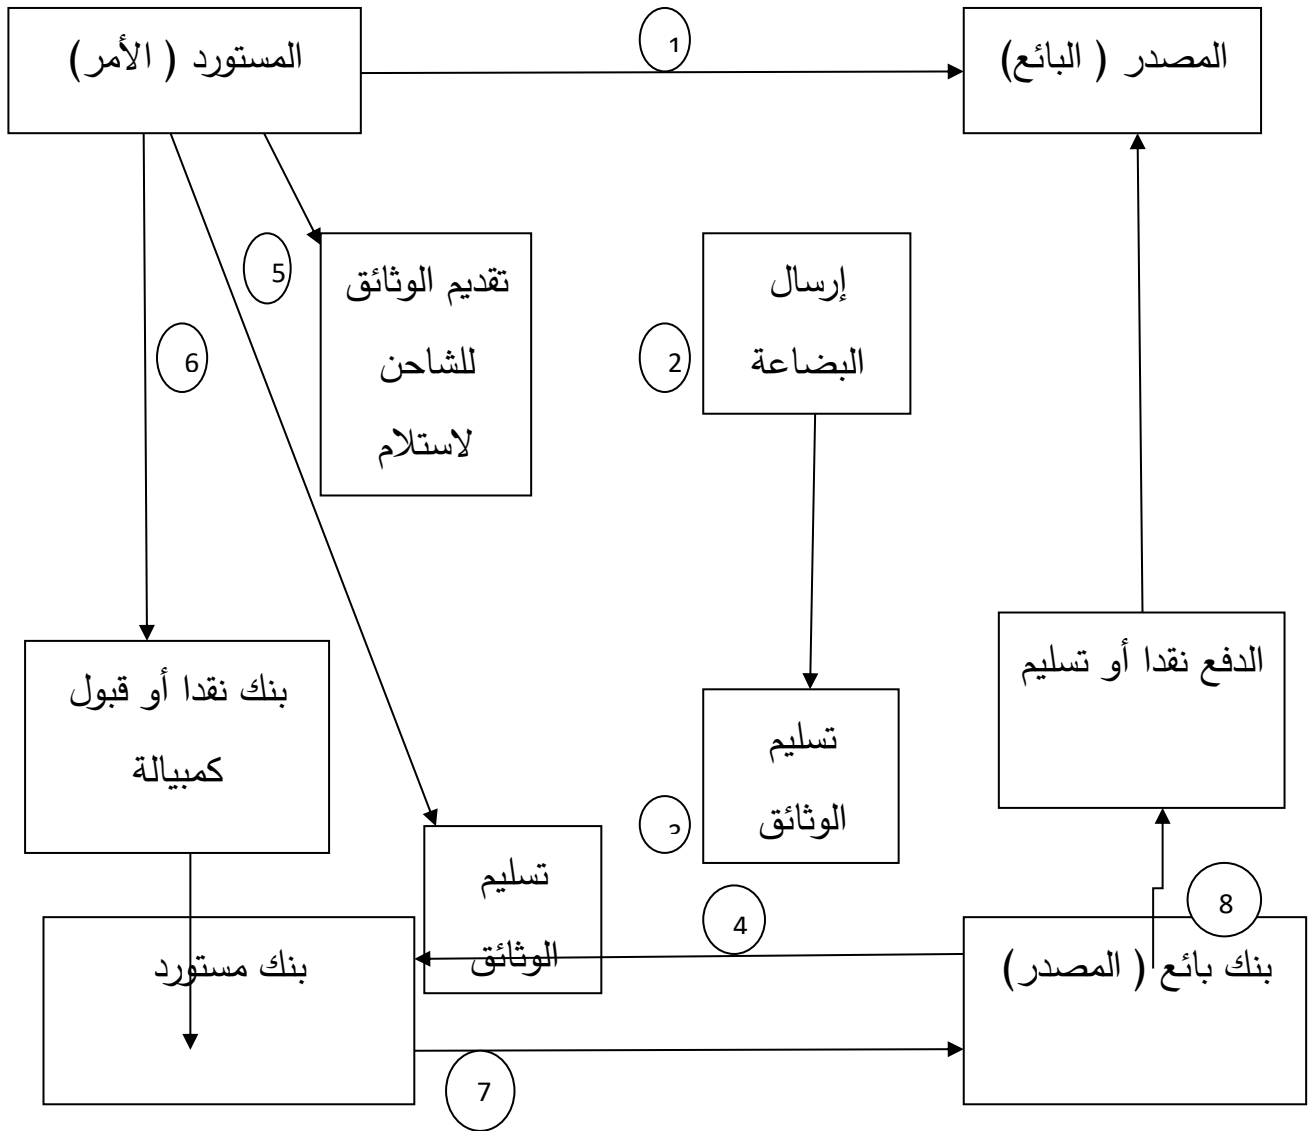 المستورد ( الأمر)
1
المصدر ( البائع)
5
تقديم الوثائق
للشاحن
لاستلام
إرسال
البضاعة
2
6
بنك نقدا أو قبول
كمبيالة
تسليم
الوثائق
3
الدفع نقدا أو تسليم
تسليم
الوثائق
4
8
بنك مستورد
بنك بائع ( المصدر)
7